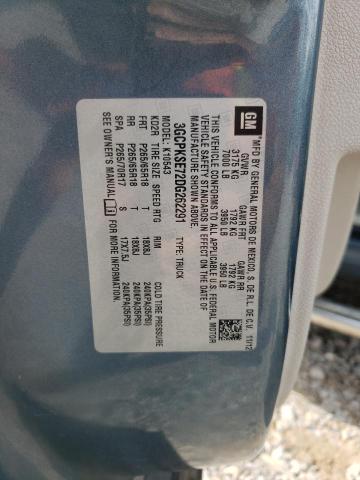 GM MFD BY GENERAL MOTORS DE MEXICO, S. DE R.L. DE C.V. 11/12
GVWR GAWR FRT GAWR RR
3175 KG 1792 KG 1792 KG
7000 LB 3950 LB 3950 LB
THIS VEHICLE CONFORMS TO ALL APPLICABLE U.S. FEDERAL MOTOR
VEHICLE SAFETY STANDARDS IN EFFECT ON THE DATE OF
MANUFACTURE SHOWN ABOVE.
3GCPKSE72DG262291 TYPE: TRUCK
MODEL: K10543
KD2R TIRE SIZE SPEED RTG RIM COLD TIRE PRESSURE
FRT P265/65R18 T 18X8J 240KPA(35PSI)
RR P265/65R18 T 18X8J 240KPA(35PSI)
SPA P265/70R17 S 17X7.5J 240KPA(35PSI)
SEE OWNER'S MANUAL FOR MORE INFORMATION.